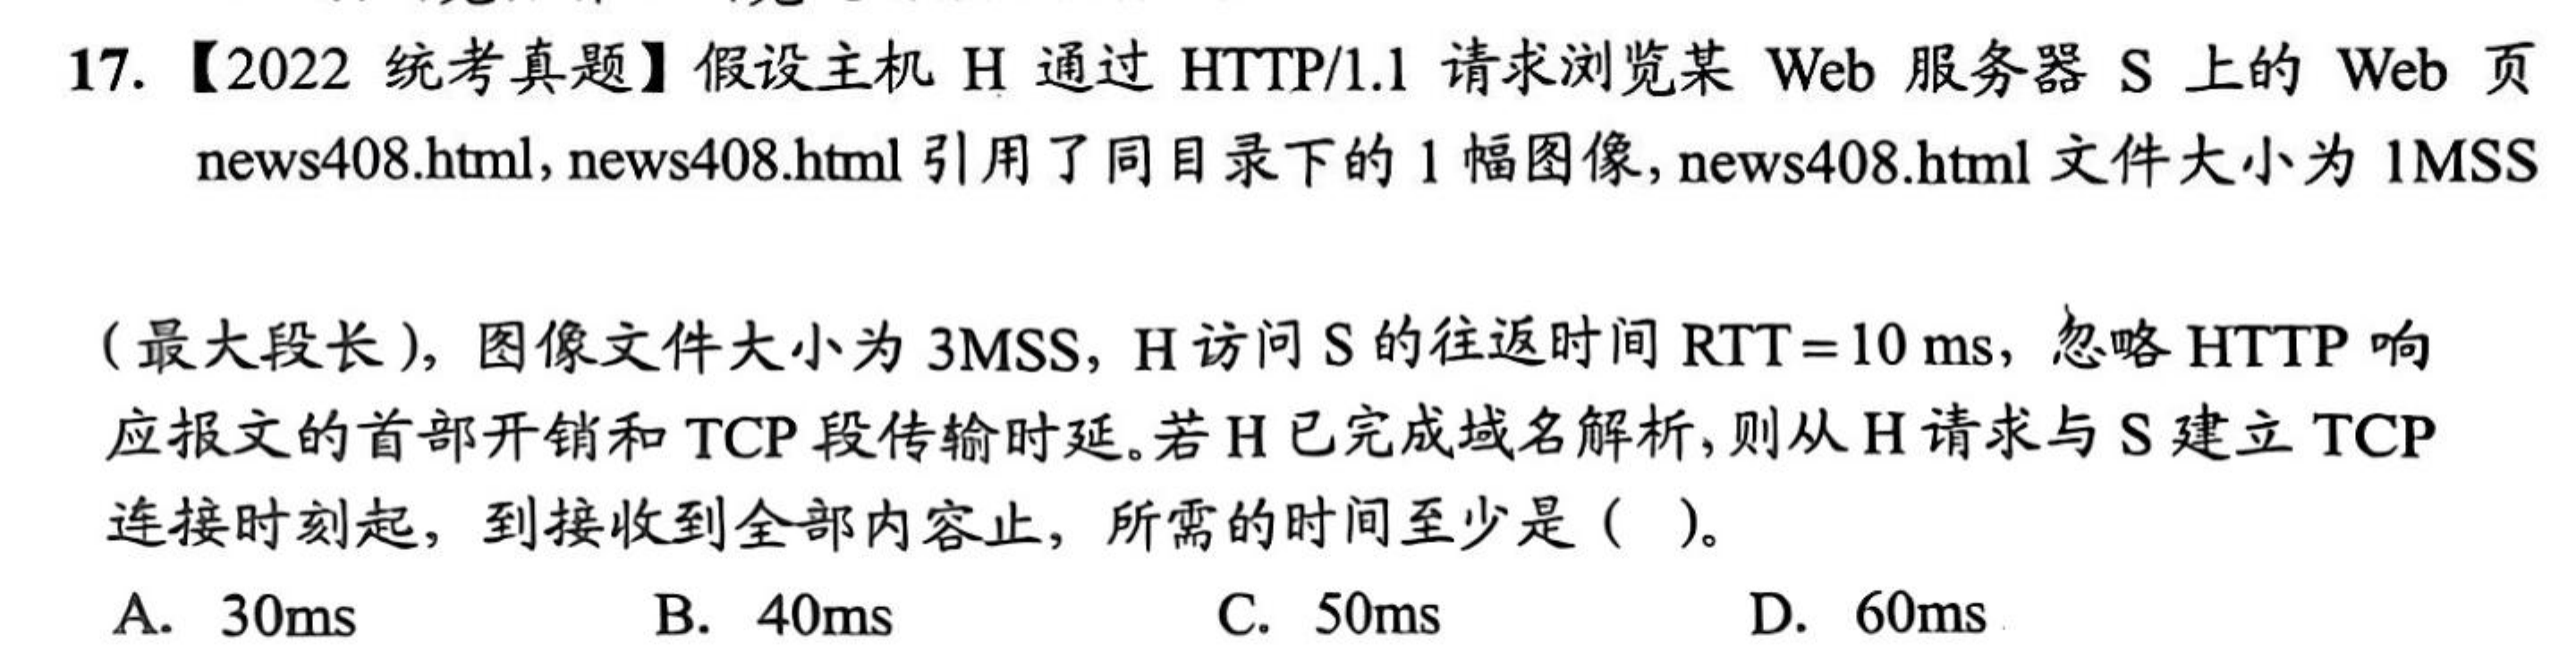 17. 【2022 统考真题】假设主机 H 通过 HTTP/1.1 请求浏览某 Web 服务器 S 上的 Web 页
news408.html, news408.html 引用了同目录下的 1 幅图像, news408.html 文件大小为 1MSS
(最大段长), 图像文件大小为 3MSS, H 访问 S 的往返时间 RTT=10 ms, 忽略 HTTP 响
应报文的首部开销和 TCP 段传输时延。若 H 已完成域名解析, 则从 H 请求与 S 建立 TCP
连接时刻起, 到接收到全部内容止, 所需的时间至少是 ( )。
A. 30ms B. 40ms C. 50ms D. 60ms